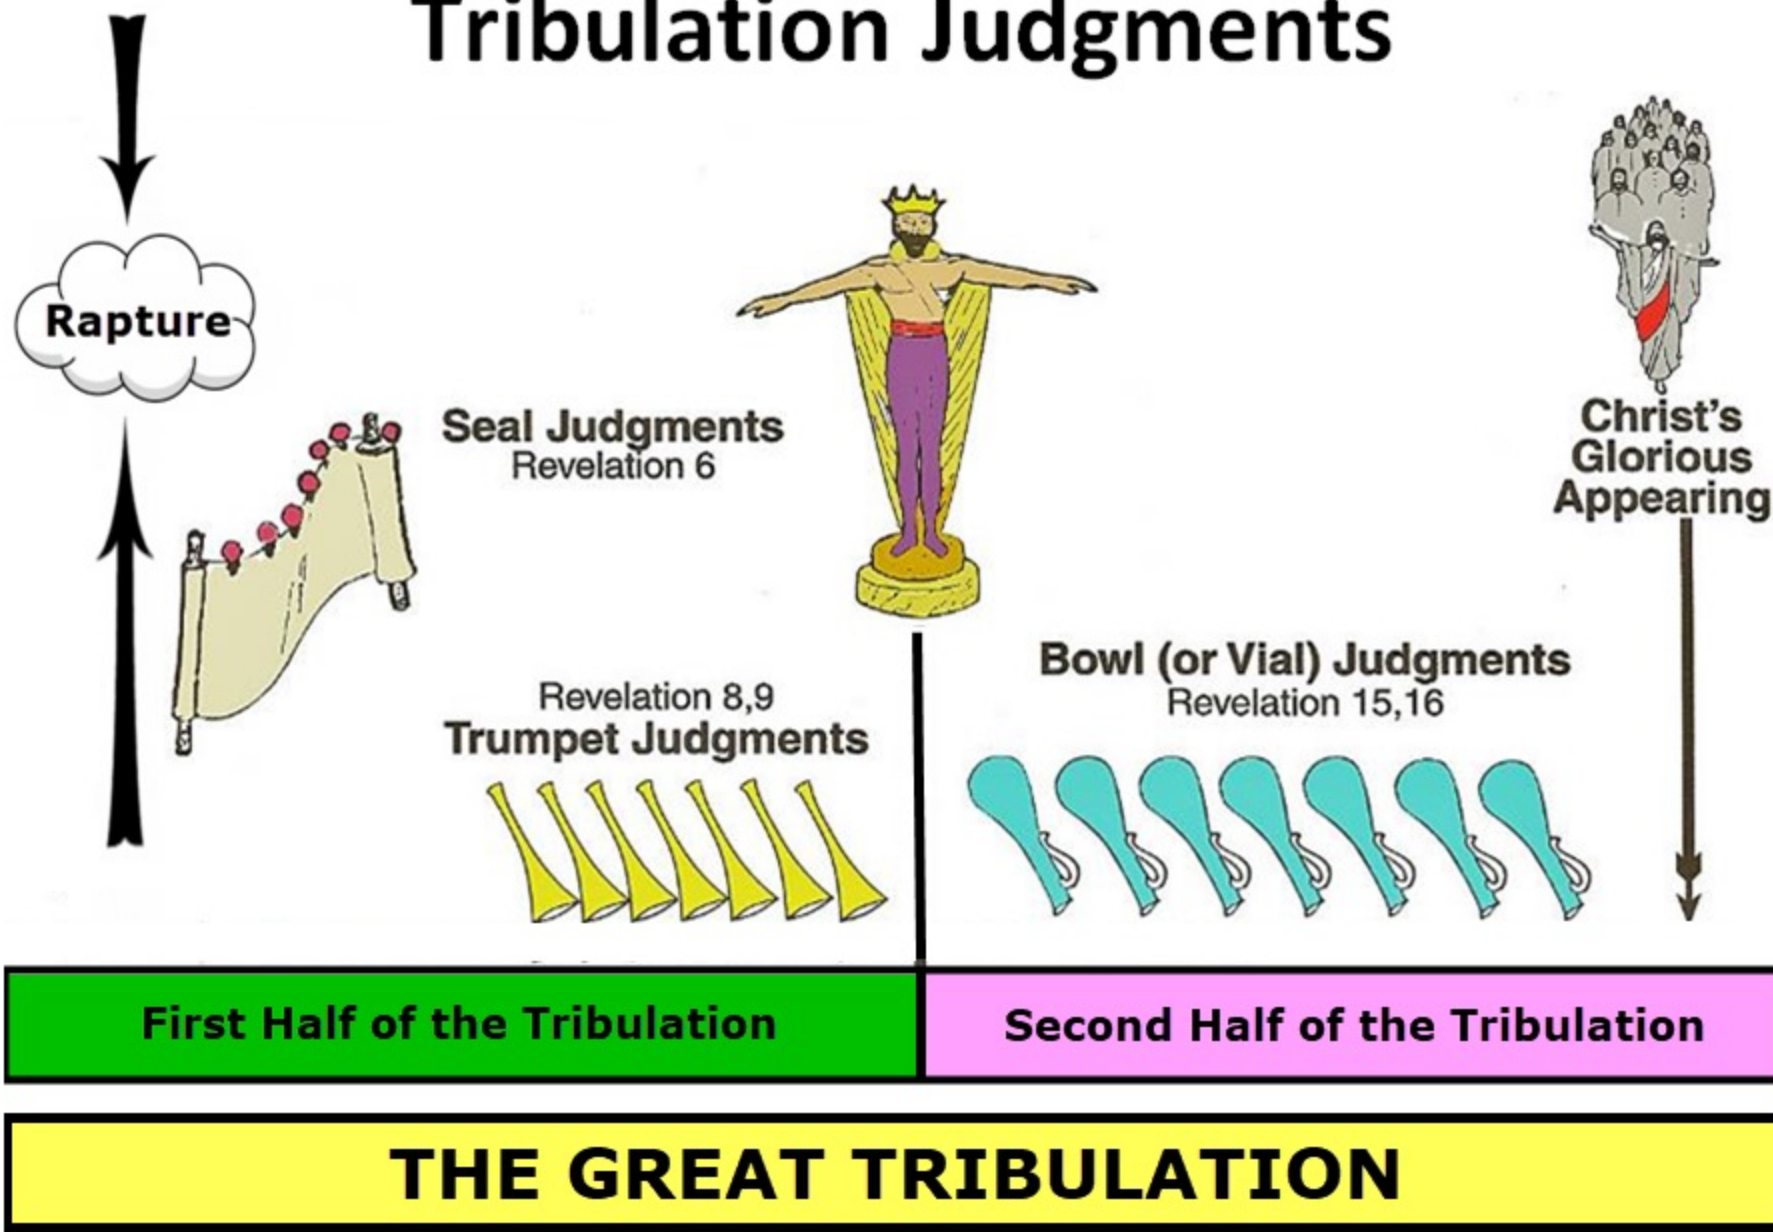 Tribulation Judgments
Rapture
Seal Judgments
Revelation 6
Christ's
Glorious
Appearing
Revelation 8,9
Trumpet Judgments
Bowl (or Vial) Judgments
Revelation 15,16
First Half of the Tribulation
Second Half of the Tribulation
THE GREAT TRIBULATION